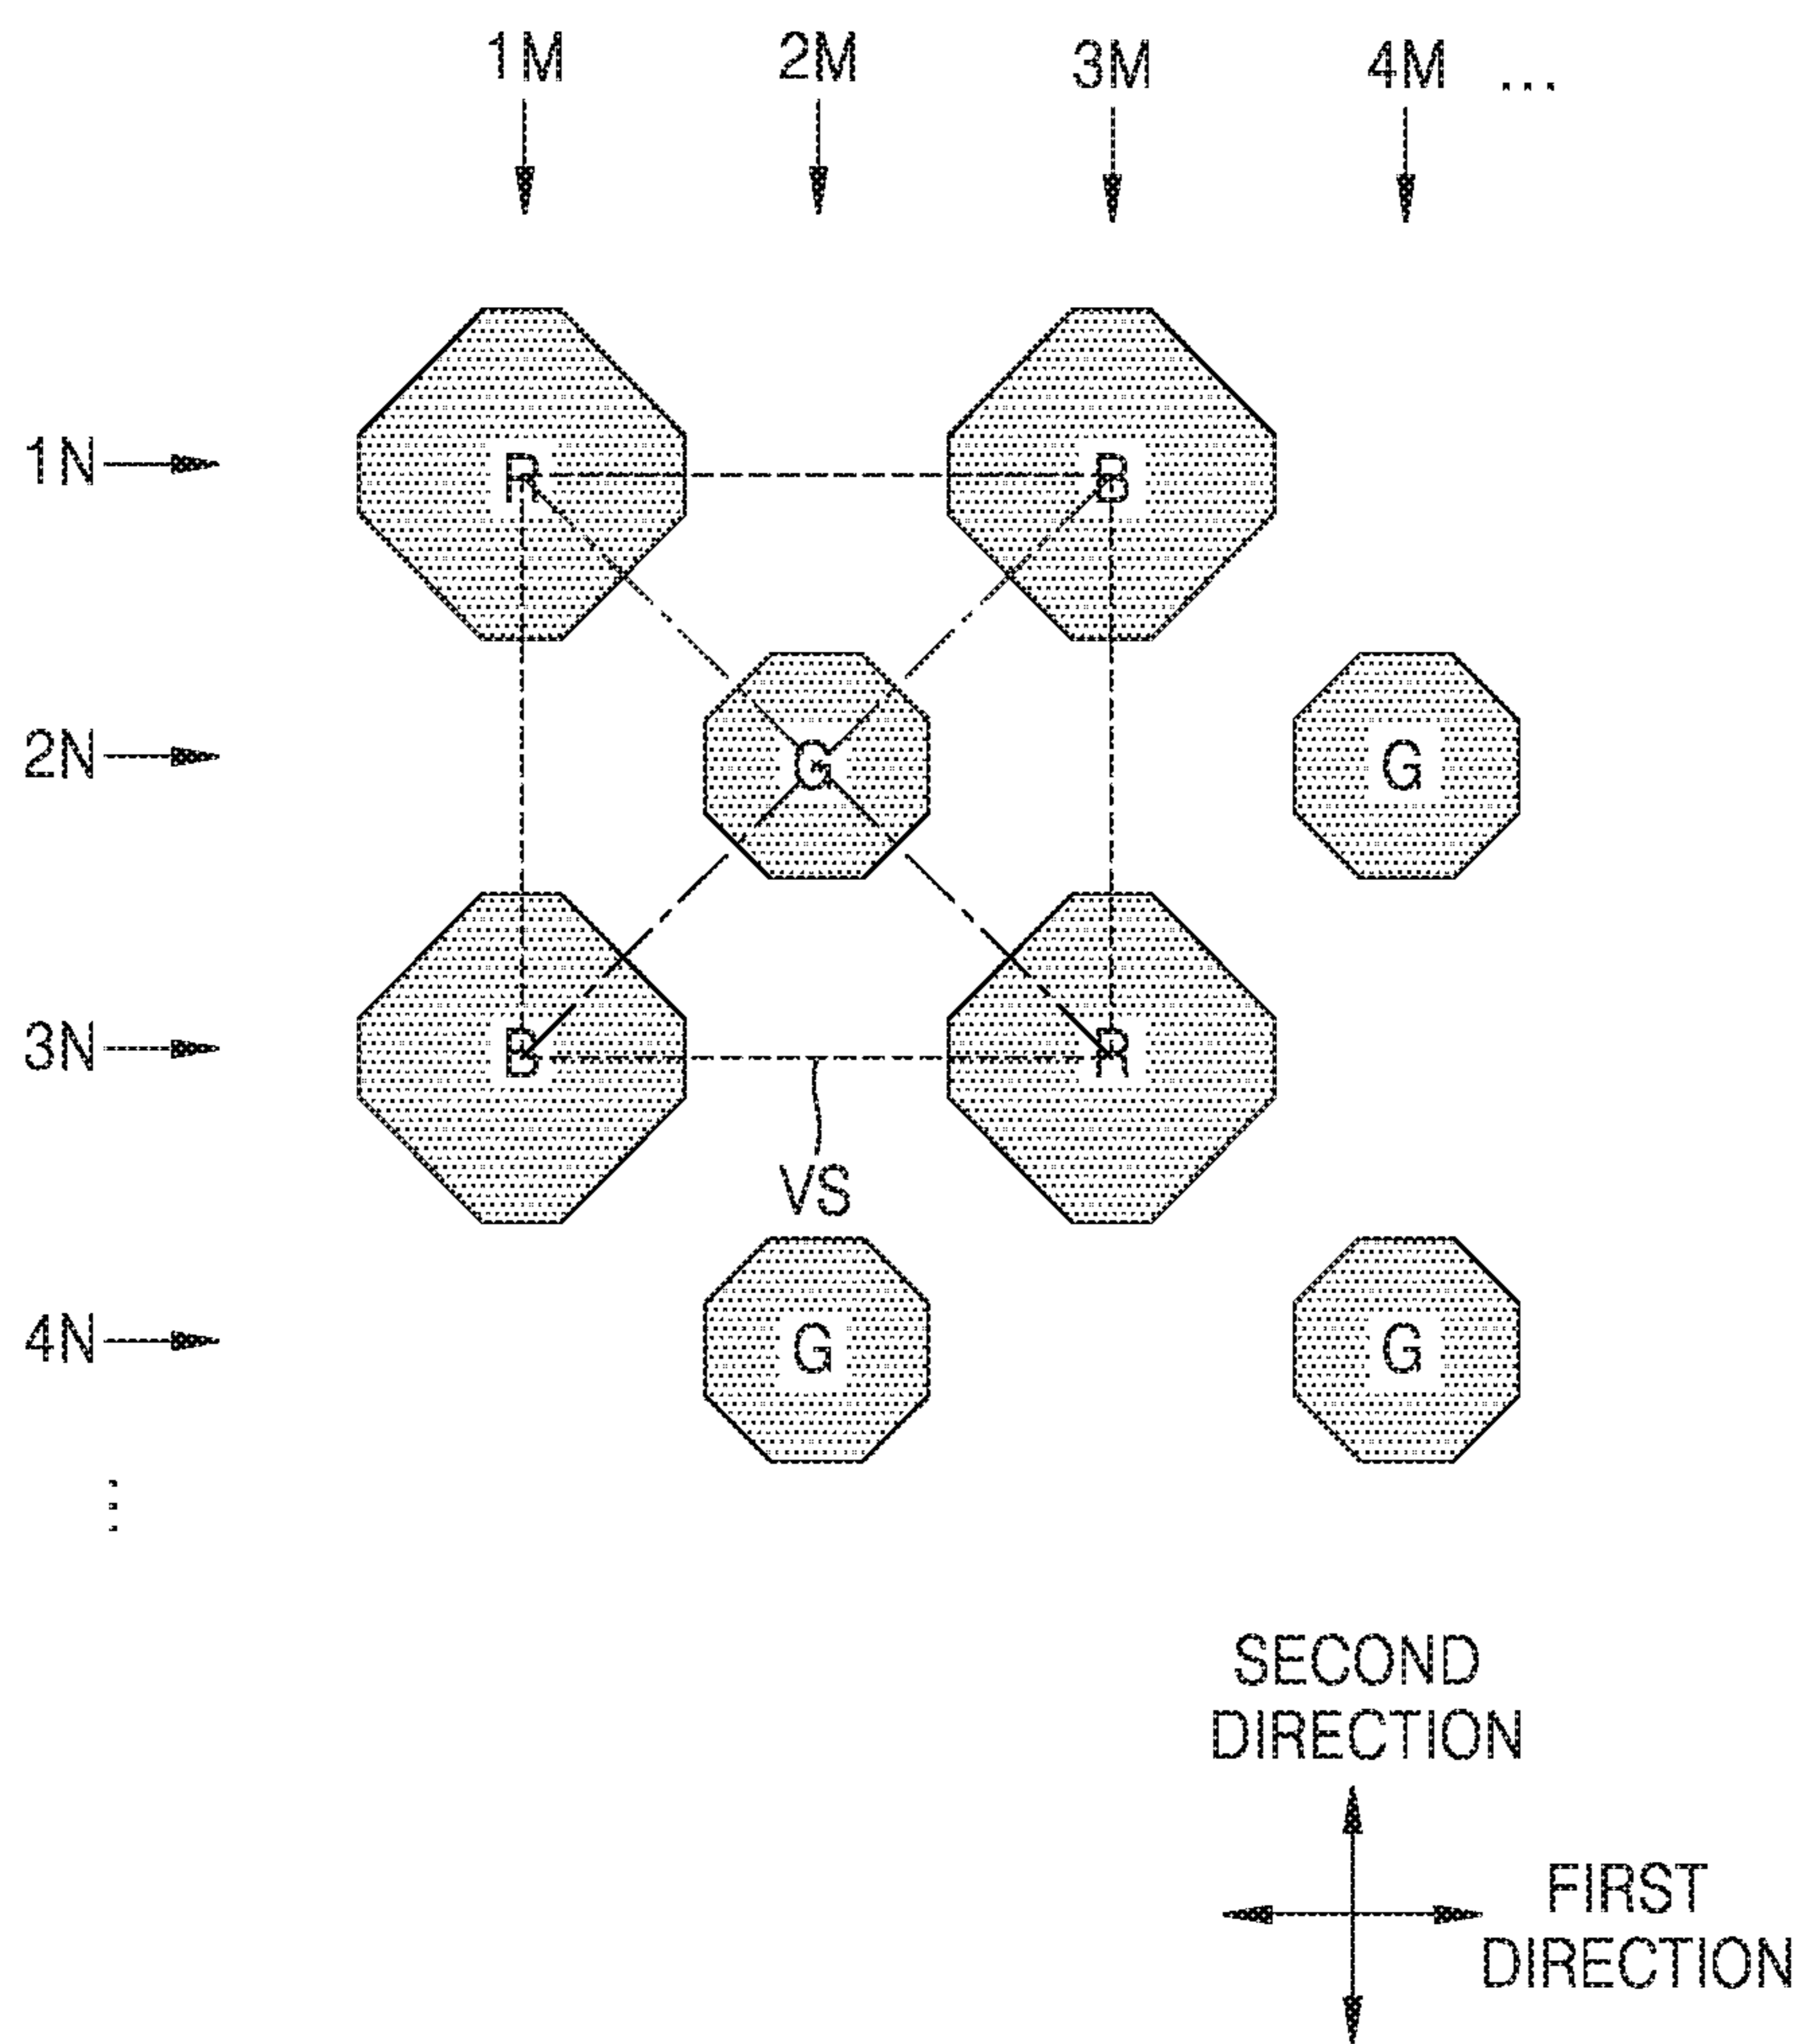 1M 2M 3M 4M ...
1N R B
2N G G
3N B R
VS
4N G G
⋮
SECOND
DIRECTION
FIRST
DIRECTION